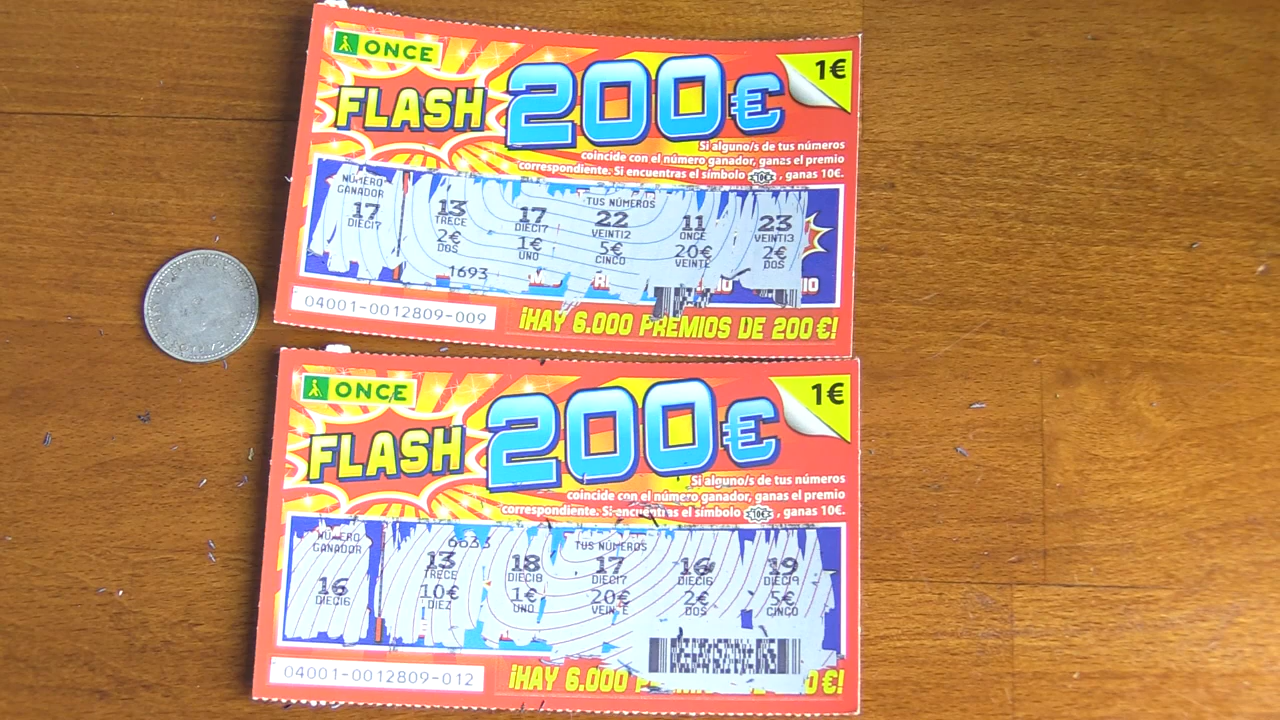 ONCE
FLASH
200€
1€
Si alguno/s de tus números
coincide con el número ganador, ganas el premio
correspondiente. Si encuentras el símbolo 10€, ganas 10€.
NÚMERO
GANADOR
17
DIECI7
TUS NÚMEROS
13 17 22 11 23
TRECE DIECI7 VEINTI2 ONCE VEINTI3
2€ 1€ 5€ 20€ 2€
DOS UNO CINCO VEINTE DOS
1693
04001-0012809-009
¡HAY 6.000 PREMIOS DE 200€!
ONCE
FLASH
200€
1€
Si alguno/s de tus números
coincide con el número ganador, ganas el premio
correspondiente. Si encuentras el símbolo 10€, ganas 10€.
NÚMERO
GANADOR
16
DIECI6
6633
TUS NÚMEROS
13 18 17 16 19
TRECE DIECI8 DIECI7 DIECI6 DIECI9
10€ 1€ 20€ 2€ 5€
DIEZ UNO VEINTE DOS CINCO
04001-0012809-012
¡HAY 6.000